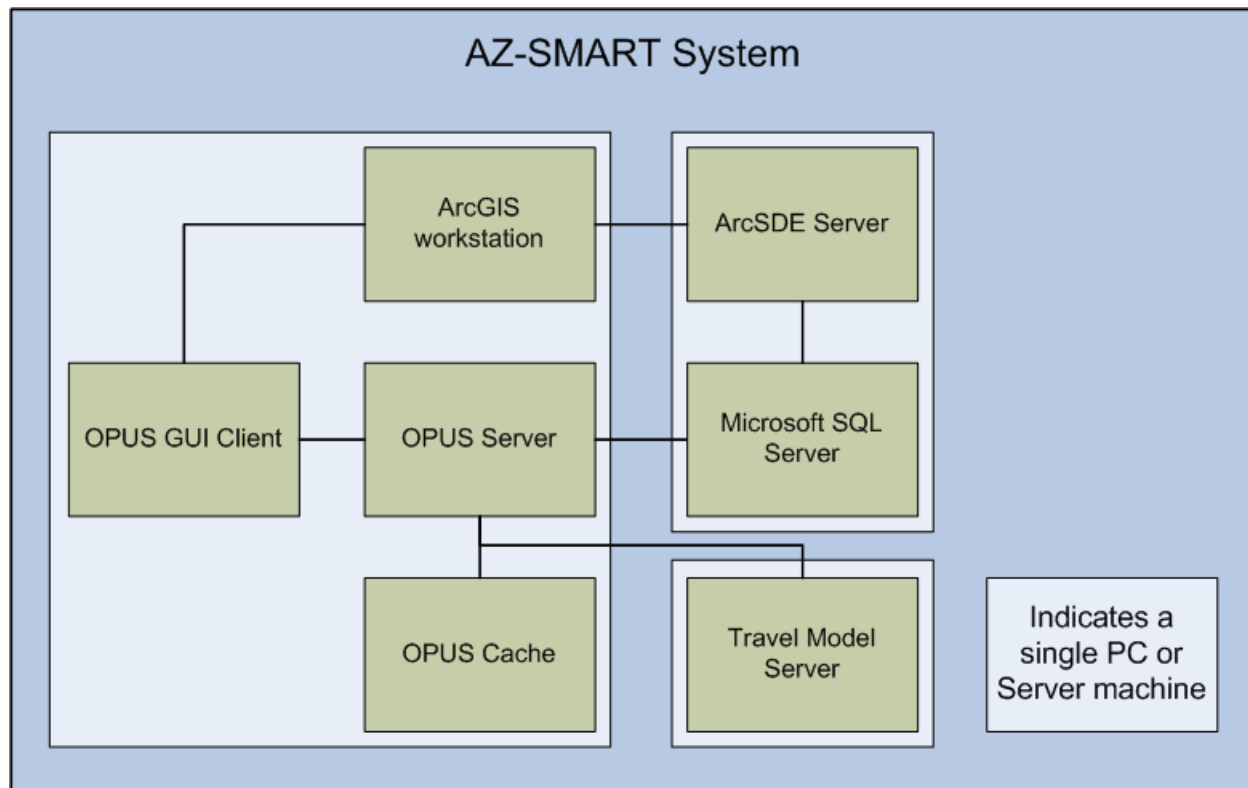 AZ-SMART System
ArcGIS
workstation
ArcSDE Server
OPUS GUI Client
OPUS Server
Microsoft SQL
Server
OPUS Cache
Travel Model
Server
Indicates a
single PC or
Server machine